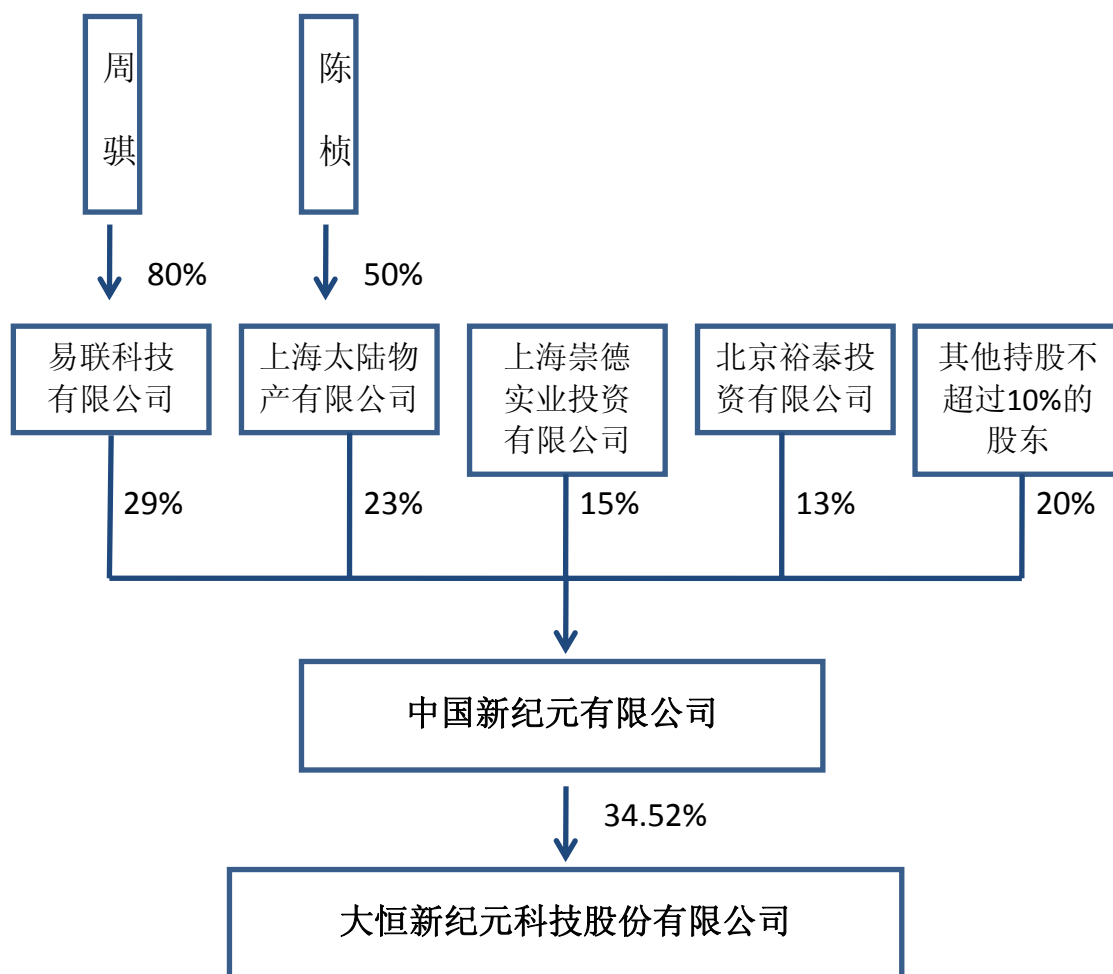 周
骐
陈
桢
80%
50%
易联科技
有限公司
上海太陆物
产有限公司
上海崇德
实业投资
有限公司
北京裕泰投
资有限公司
其他持股不
超过10%的
股东
29%
23%
15%
13%
20%
中国新纪元有限公司
34.52%
大恒新纪元科技股份有限公司